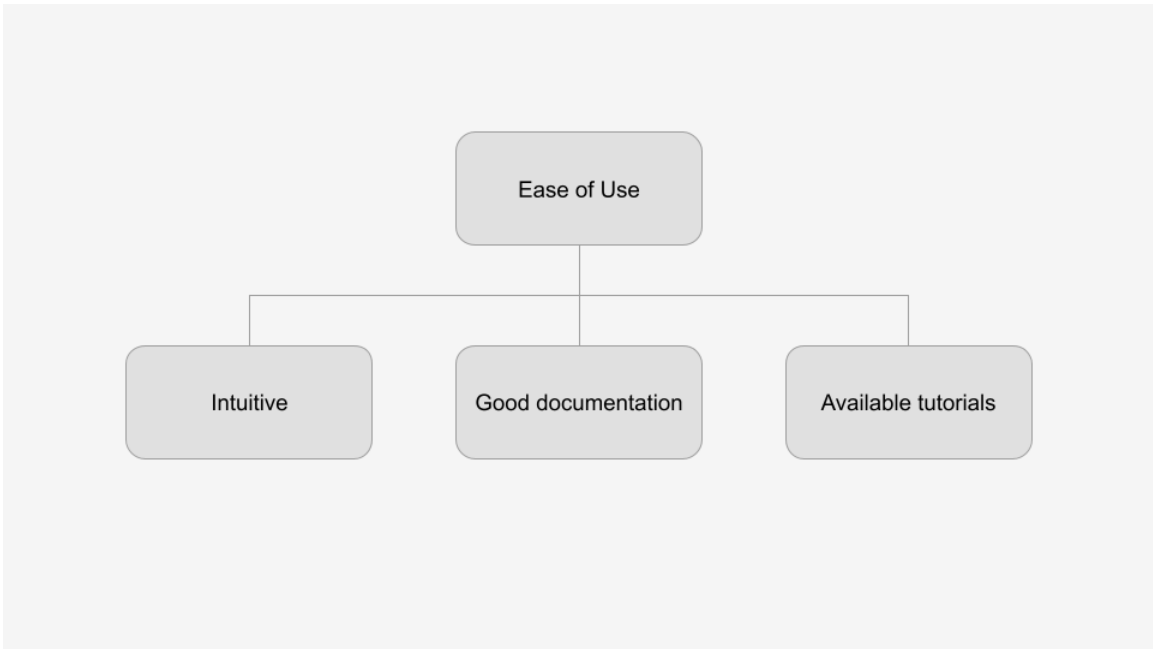 Ease of Use
Intuitive
Good documentation
Available tutorials